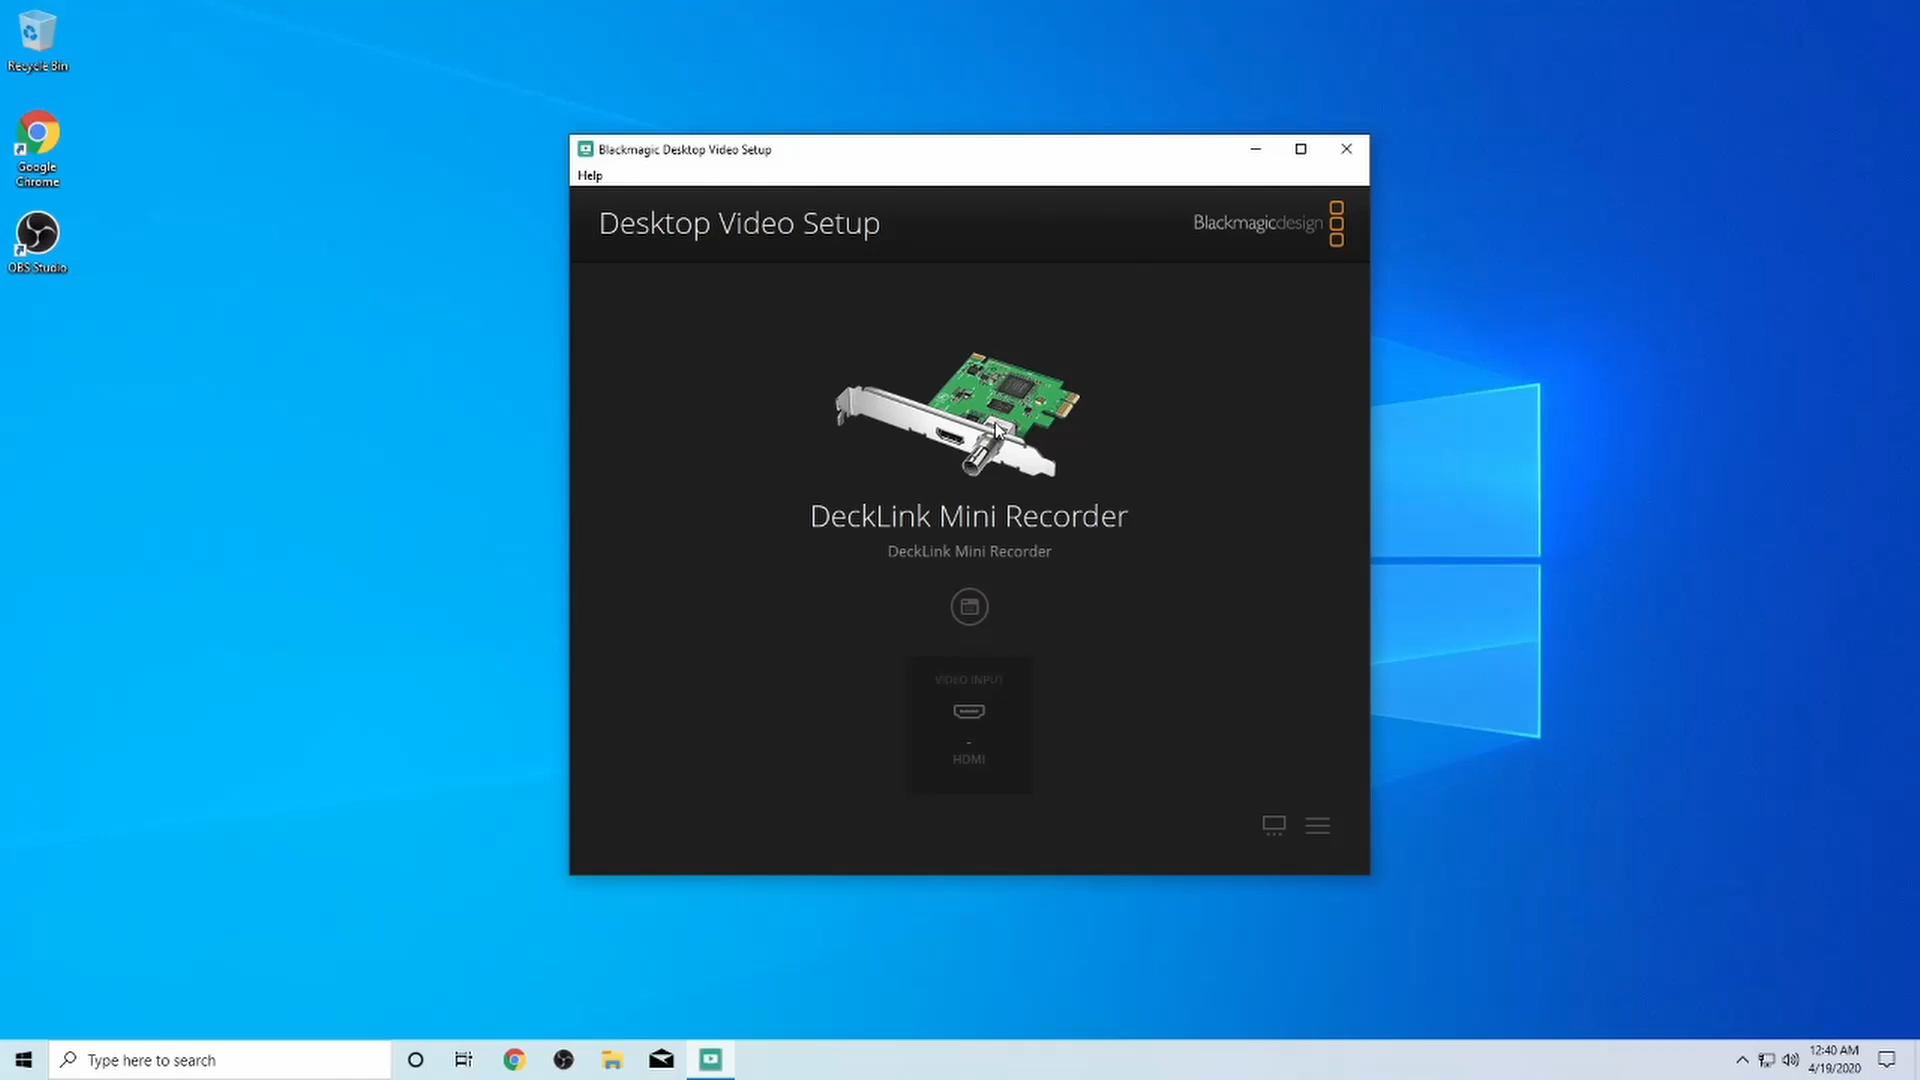 Recycle Bin
Google
Chrome
OBS Studio
Blackmagic Desktop Video Setup
Help
Desktop Video Setup
Blackmagicdesign
DeckLink Mini Recorder
DeckLink Mini Recorder
VIDEO INPUT
-
HDMI
Type here to search
12:40 AM
4/19/2020